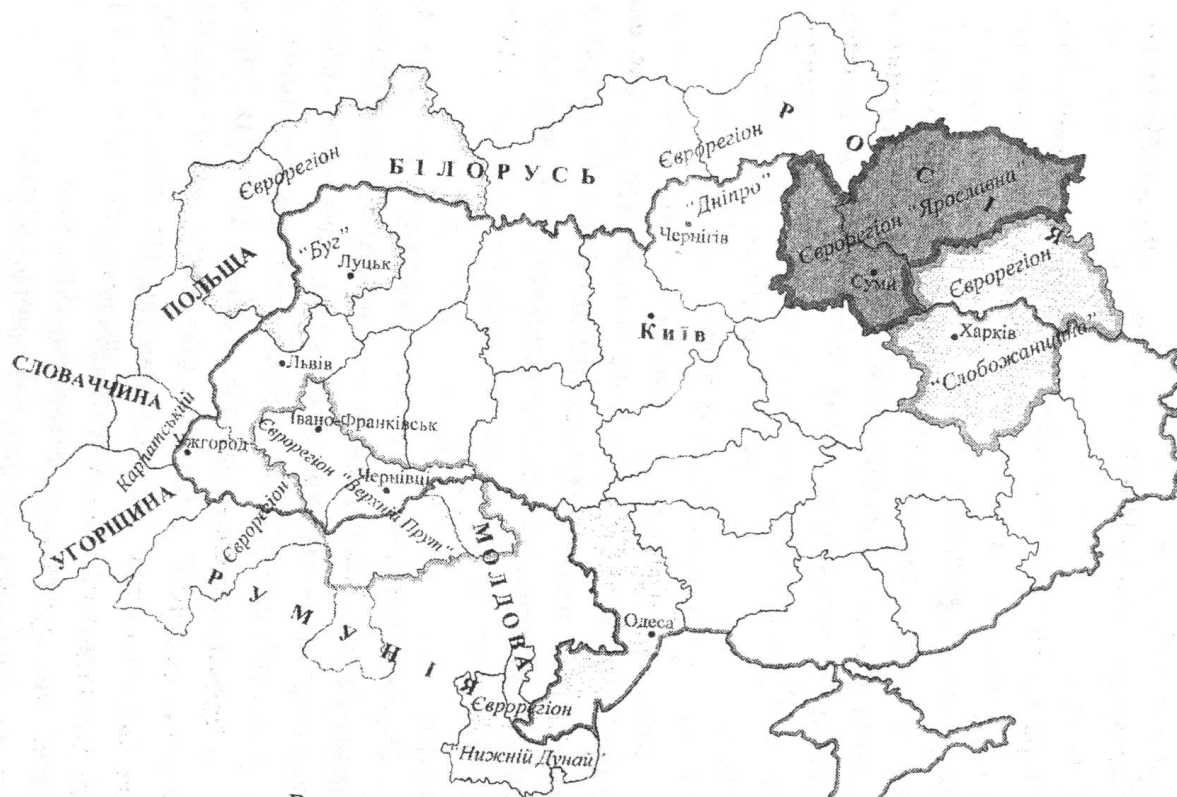 РОСІЯ
Єврорегіон
"Дніпро"
Чернігів
БІЛОРУСЬ
Єврорегіон
"Буг"
Луцьк
Єврорегіон "Ярославна"
Суми
Єврорегіон
"Слобожанщина"
Харків
ПОЛЬЩА
Київ
Львів
СЛОВАЧЧИНА
Івано-Франківськ
Ужгород
Карпатський
Єврорегіон
Єврорегіон "Верхній Прут"
Чернівці
УГОРЩИНА
РУМУНІЯ
МОЛДОВА
Одеса
Єврорегіон
"Нижній Дунай"